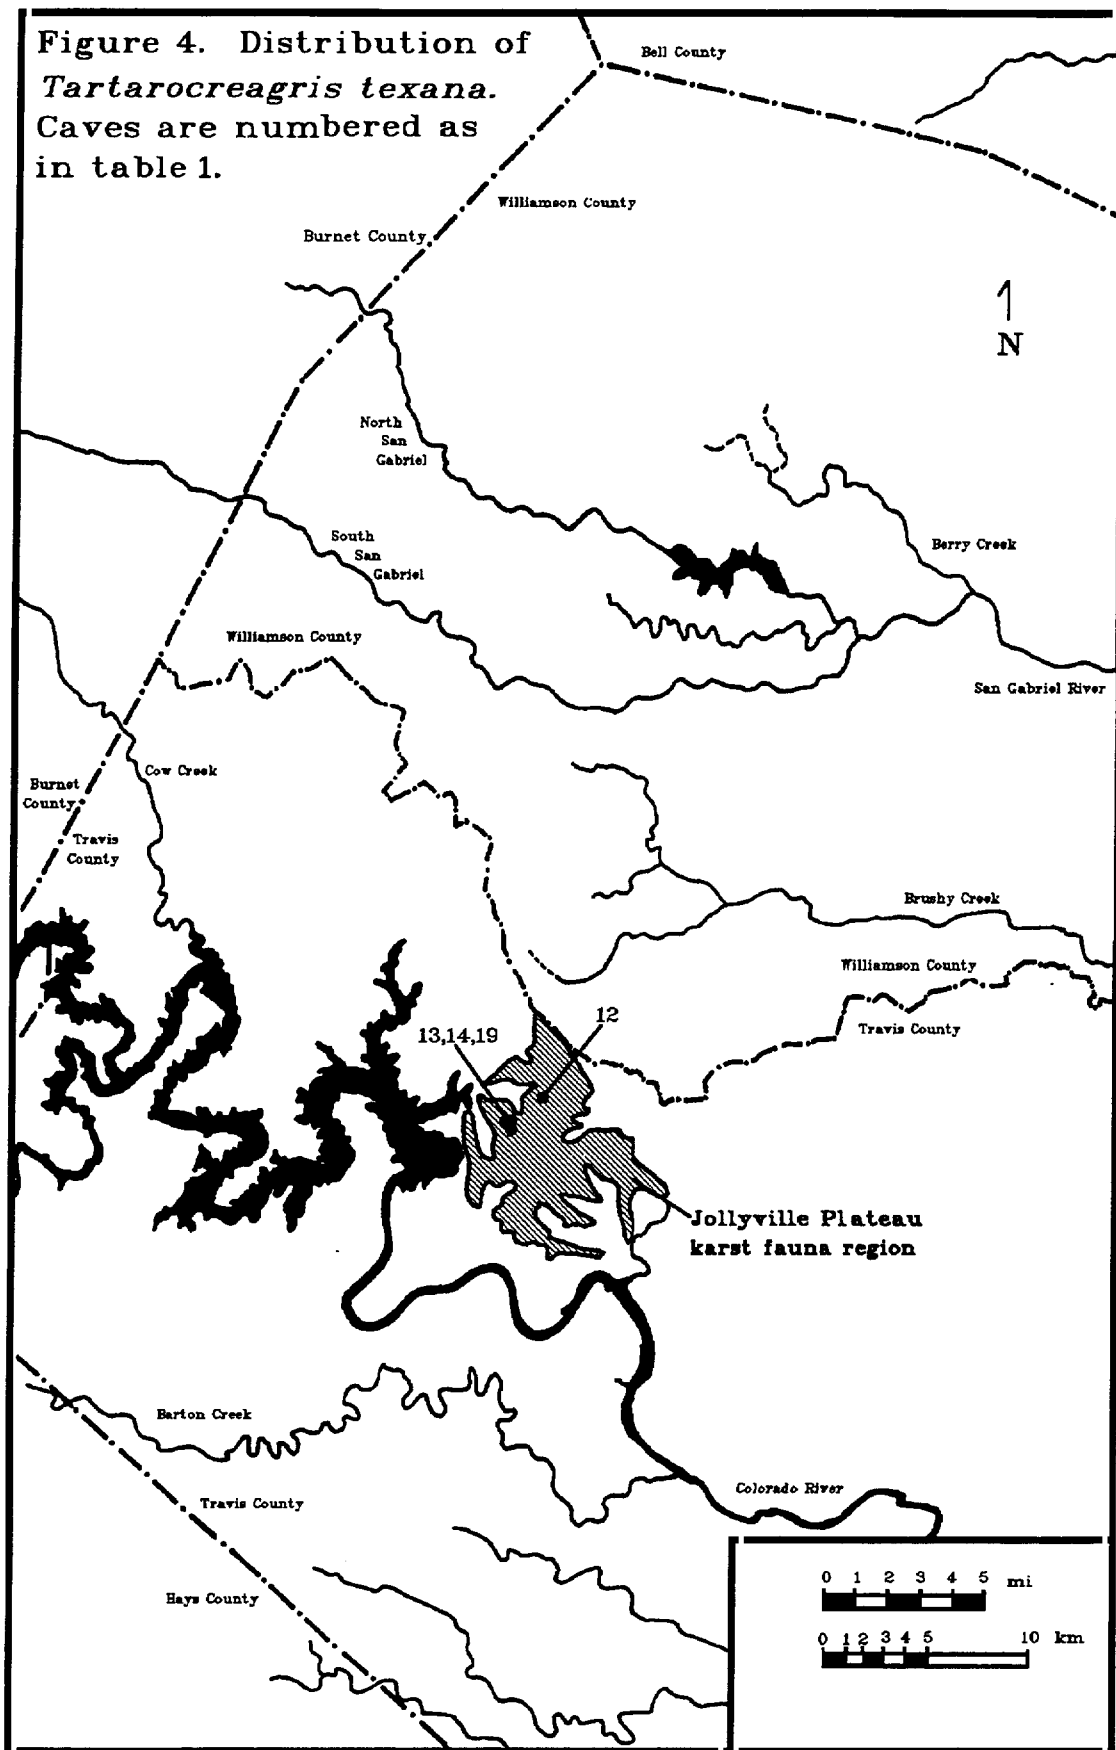 Figure 4. Distribution of
Tartarocreagris texana.
Caves are numbered as
in table 1.
Bell County
Williamson County
Burnet County
N
North
San
Gabriel
South
San
Gabriel
Berry Creek
Williamson County
San Gabriel River
Cow Creek
Burnet
County
Travis
County
Brushy Creek
Williamson County
Travis County
12
13,14,19
Jollyville Plateau
karst fauna region
Barton Creek
Colorado River
Travis County
Hays County
0 1 2 3 4 5 mi
0 1 2 3 4 5 10 km